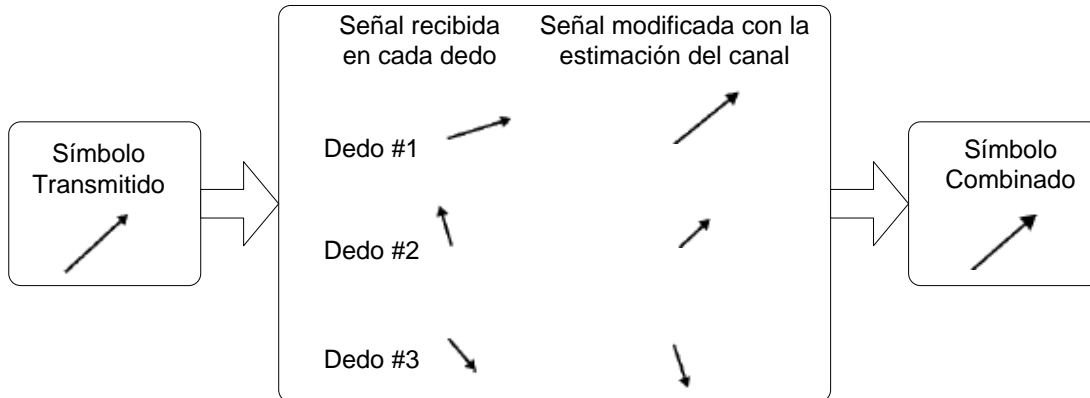 Símbolo
Transmitido
Señal recibida
en cada dedo
Señal modificada con la
estimación del canal
Dedo #1
Dedo #2
Dedo #3
Símbolo
Combinado